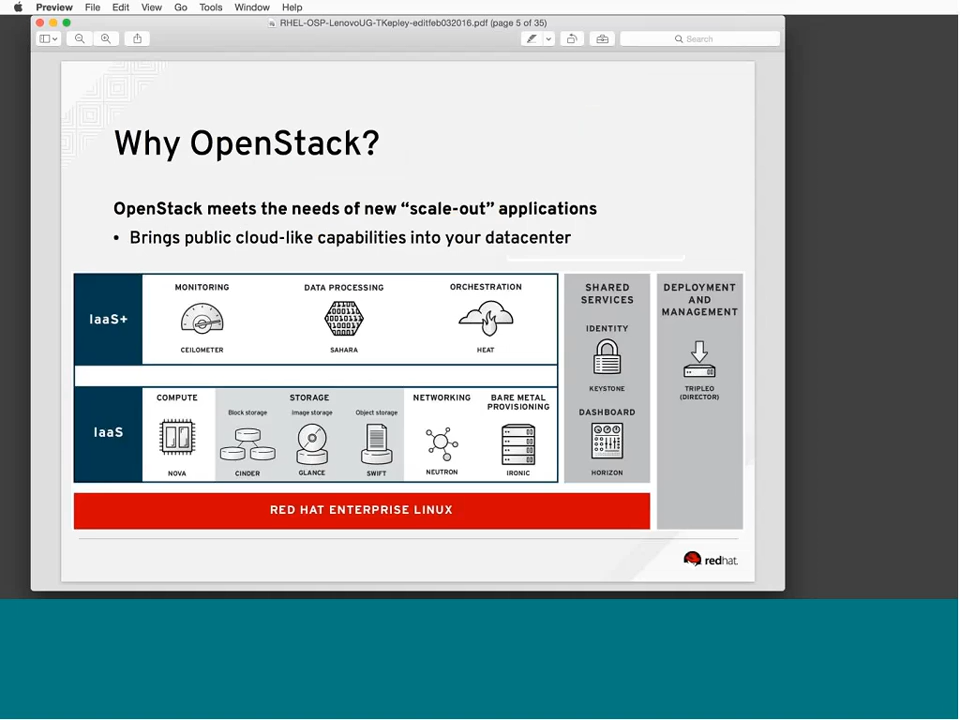 Preview File Edit View Go Tools Window Help
RHEL-OSP-LenovoUG-TKepley-editfeb032016.pdf (page 5 of 35)
Search
Why OpenStack?
OpenStack meets the needs of new “scale-out” applications
• Brings public cloud-like capabilities into your datacenter
IaaS+
MONITORING
CEILOMETER
DATA PROCESSING
SAHARA
ORCHESTRATION
HEAT
IaaS
COMPUTE
NOVA
STORAGE
Block storage
CINDER
Image storage
GLANCE
Object storage
SWIFT
NETWORKING
NEUTRON
BARE METAL
PROVISIONING
IRONIC
SHARED
SERVICES
IDENTITY
KEYSTONE
DASHBOARD
HORIZON
DEPLOYMENT
AND
MANAGEMENT
TRIPLEO
(DIRECTOR)
RED HAT ENTERPRISE LINUX
redhat.